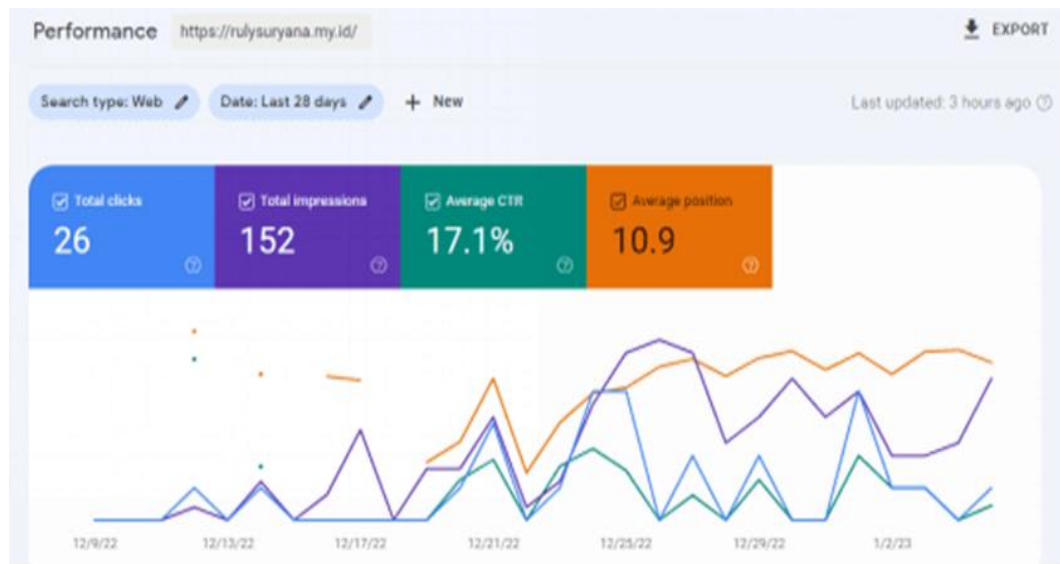 Performance https://rulysuryana.my.id/ EXPORT
Search type: Web Date: Last 28 days + New Last updated: 3 hours ago
Total clicks Total impressions Average CTR Average position
26 152 17.1% 10.9
12/9/22 12/13/22 12/17/22 12/21/22 12/25/22 12/29/22 1/2/23